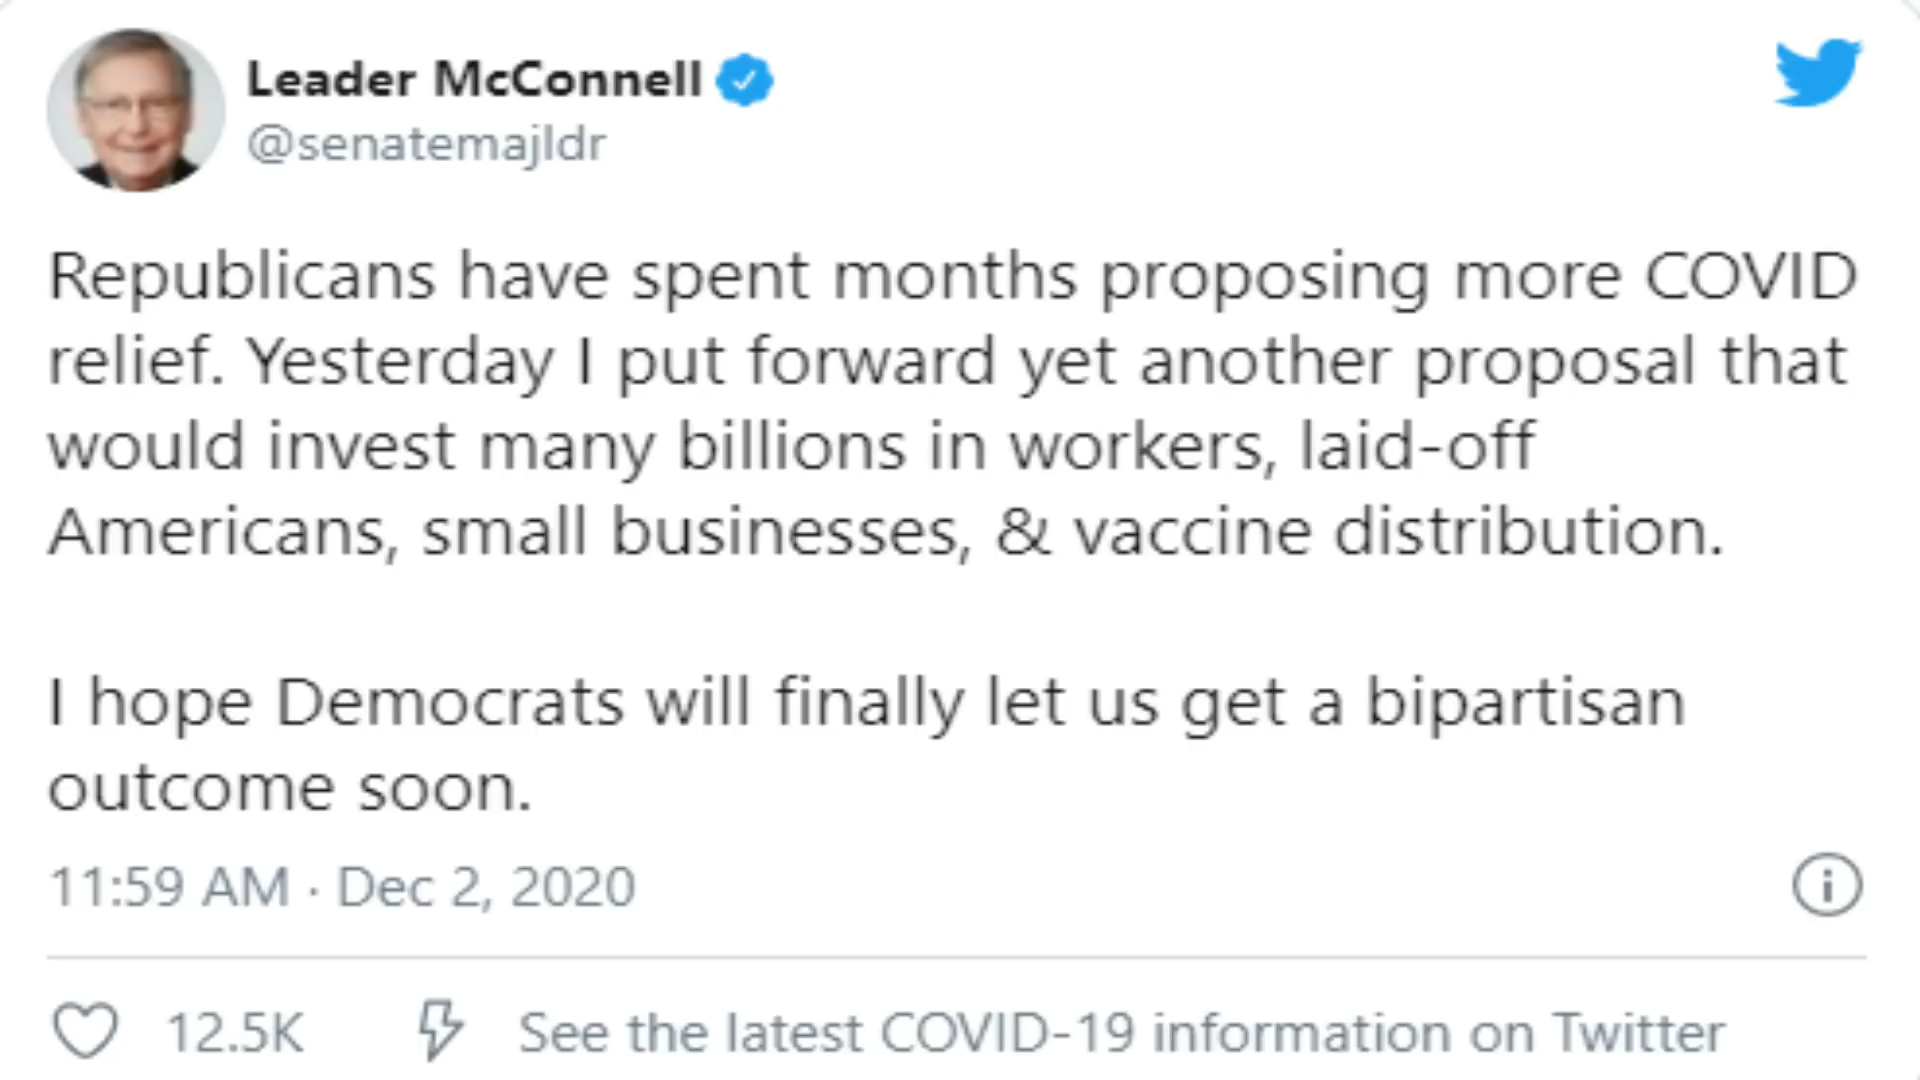 Leader McConnell
@senatemajldr
Republicans have spent months proposing more COVID
relief. Yesterday I put forward yet another proposal that
would invest many billions in workers, laid-off
Americans, small businesses, & vaccine distribution.
I hope Democrats will finally let us get a bipartisan
outcome soon.
11:59 AM · Dec 2, 2020
12.5K See the latest COVID-19 information on Twitter